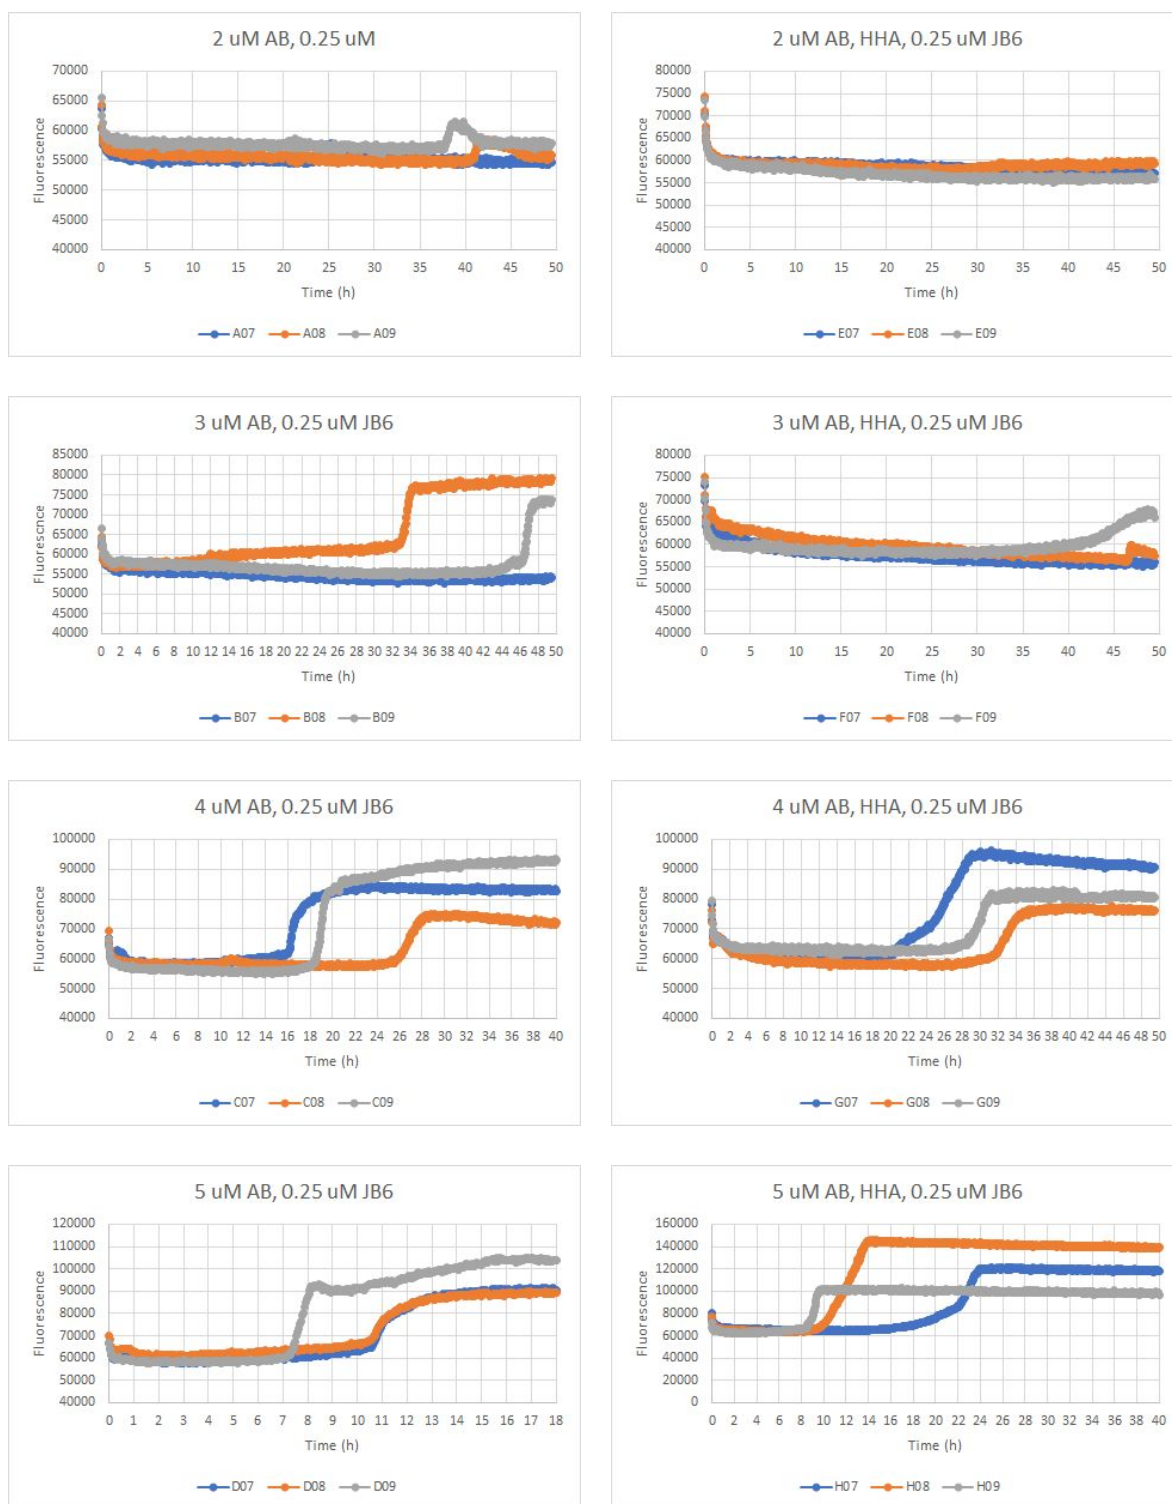 2 uM AB, 0.25 uM
Fluorescence
70000
65000
60000
55000
50000
45000
40000
0 5 10 15 20 25 30 35 40 45 50
Time (h)
A07 A08 A09
2 uM AB, HHA, 0.25 uM JB6
Fluorescence
80000
75000
70000
65000
60000
55000
50000
45000
40000
0 5 10 15 20 25 30 35 40 45 50
Time (h)
E07 E08 E09
3 uM AB, 0.25 uM JB6
Fluorescnce
85000
80000
75000
70000
65000
60000
55000
50000
45000
40000
0 2 4 6 8 10 12 14 16 18 20 22 24 26 28 30 32 34 36 38 40 42 44 46 48 50
Time (h)
B07 B08 B09
3 uM AB, HHA, 0.25 uM JB6
Fluorescence
80000
75000
70000
65000
60000
55000
50000
45000
40000
0 5 10 15 20 25 30 35 40 45 50
Time (h)
F07 F08 F09
4 uM AB, 0.25 uM JB6
Fluorescence
100000
90000
80000
70000
60000
50000
40000
0 2 4 6 8 10 12 14 16 18 20 22 24 26 28 30 32 34 36 38 40
Time (h)
C07 C08 C09
4 uM AB, HHA, 0.25 uM JB6
Fluorescence
100000
90000
80000
70000
60000
50000
40000
0 2 4 6 8 10 12 14 16 18 20 22 24 26 28 30 32 34 36 38 40 42 44 46 48 50
Time (h)
G07 G08 G09
5 uM AB, 0.25 uM JB6
Fluorescence
120000
110000
100000
90000
80000
70000
60000
50000
40000
0 1 2 3 4 5 6 7 8 9 10 11 12 13 14 15 16 17 18
Time (h)
D07 D08 D09
5 uM AB, HHA, 0.25 uM JB6
Fluorescence
160000
140000
120000
100000
80000
60000
40000
20000
0
0 2 4 6 8 10 12 14 16 18 20 22 24 26 28 30 32 34 36 38 40
Time (h)
H07 H08 H09